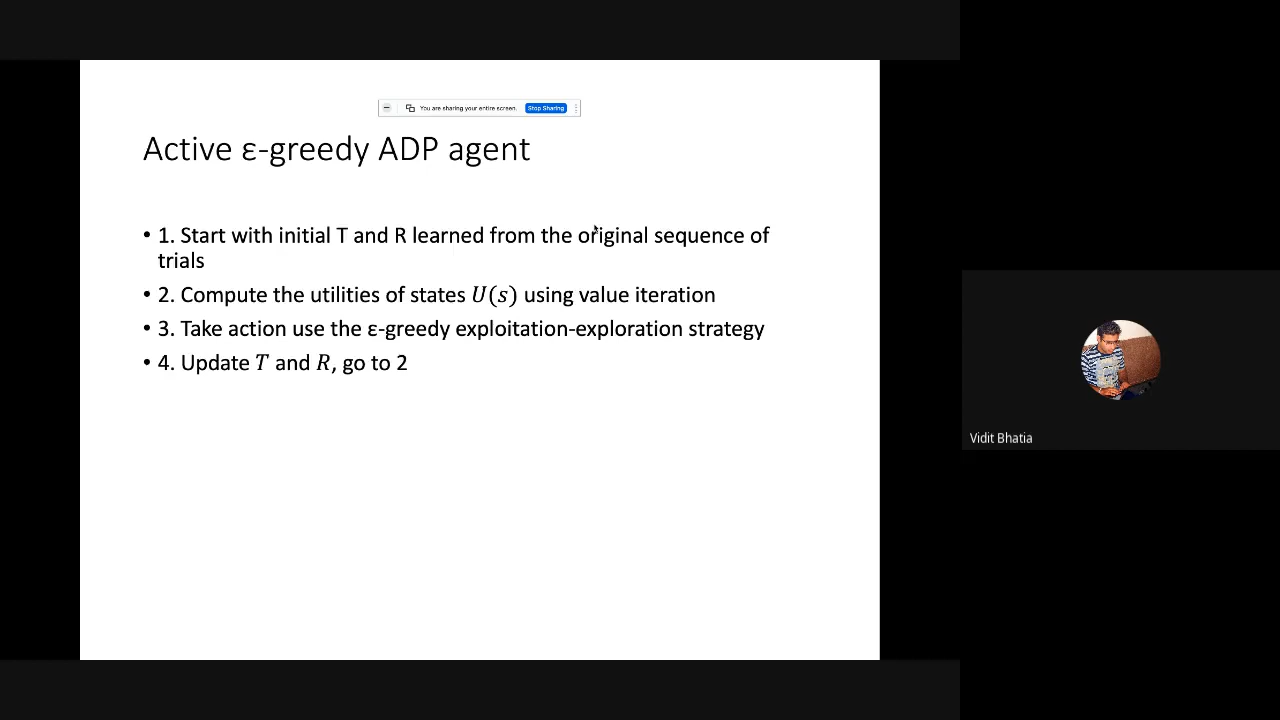 You are sharing your entire screen. Stop Sharing
Active ε-greedy ADP agent
• 1. Start with initial T and R learned from the original sequence of
trials
• 2. Compute the utilities of states U(s) using value iteration
• 3. Take action use the ε-greedy exploitation-exploration strategy
• 4. Update T and R, go to 2
Vidit Bhatia